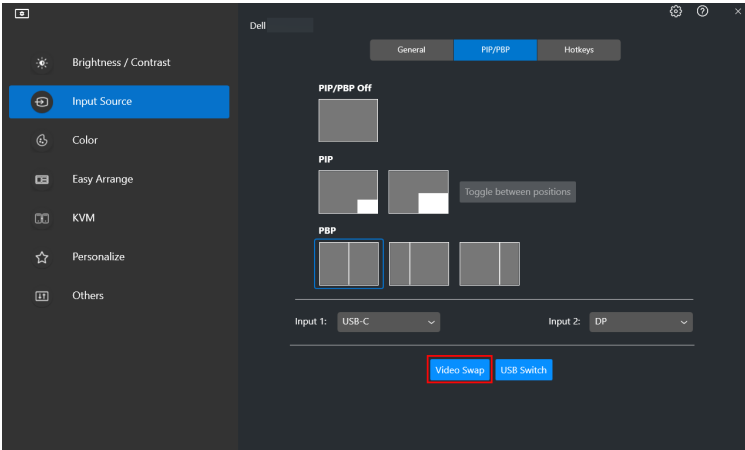 Dell
General PIP/PBP Hotkeys
Brightness / Contrast
Input Source
Color
Easy Arrange
KVM
Personalize
Others
PIP/PBP Off
PIP
Toggle between positions
PBP
Input 1: USB-C Input 2: DP
Video Swap USB Switch